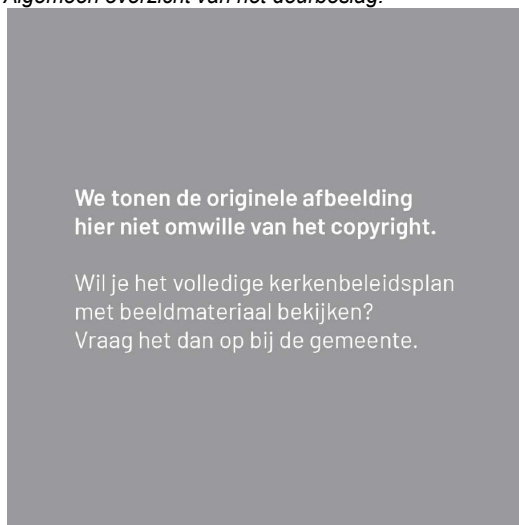 Algemeen overzicht van het deurbeslag.
We tonen de originele afbeelding
hier niet omwille van het copyright.
Wil je het volledige kerkenbeleidsplan
met beeldmateriaal bekijken?
Vraag het dan op bij de gemeente.